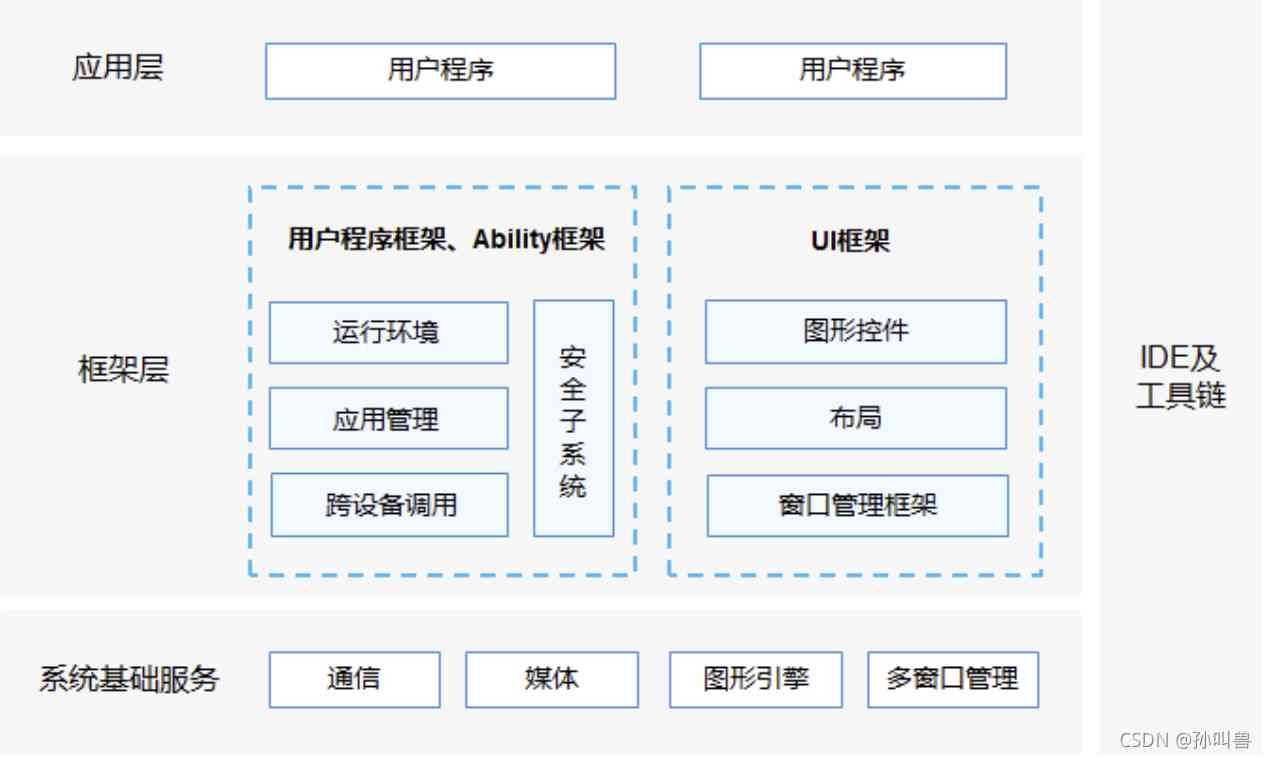 应用层
用户程序
用户程序
框架层
用户程序框架、Ability框架
运行环境
应用管理
跨设备调用
安全子系统
UI框架
图形控件
布局
窗口管理框架
系统基础服务
通信
媒体
图形引擎
多窗口管理
IDE及
工具链
CSDN @孙叫兽